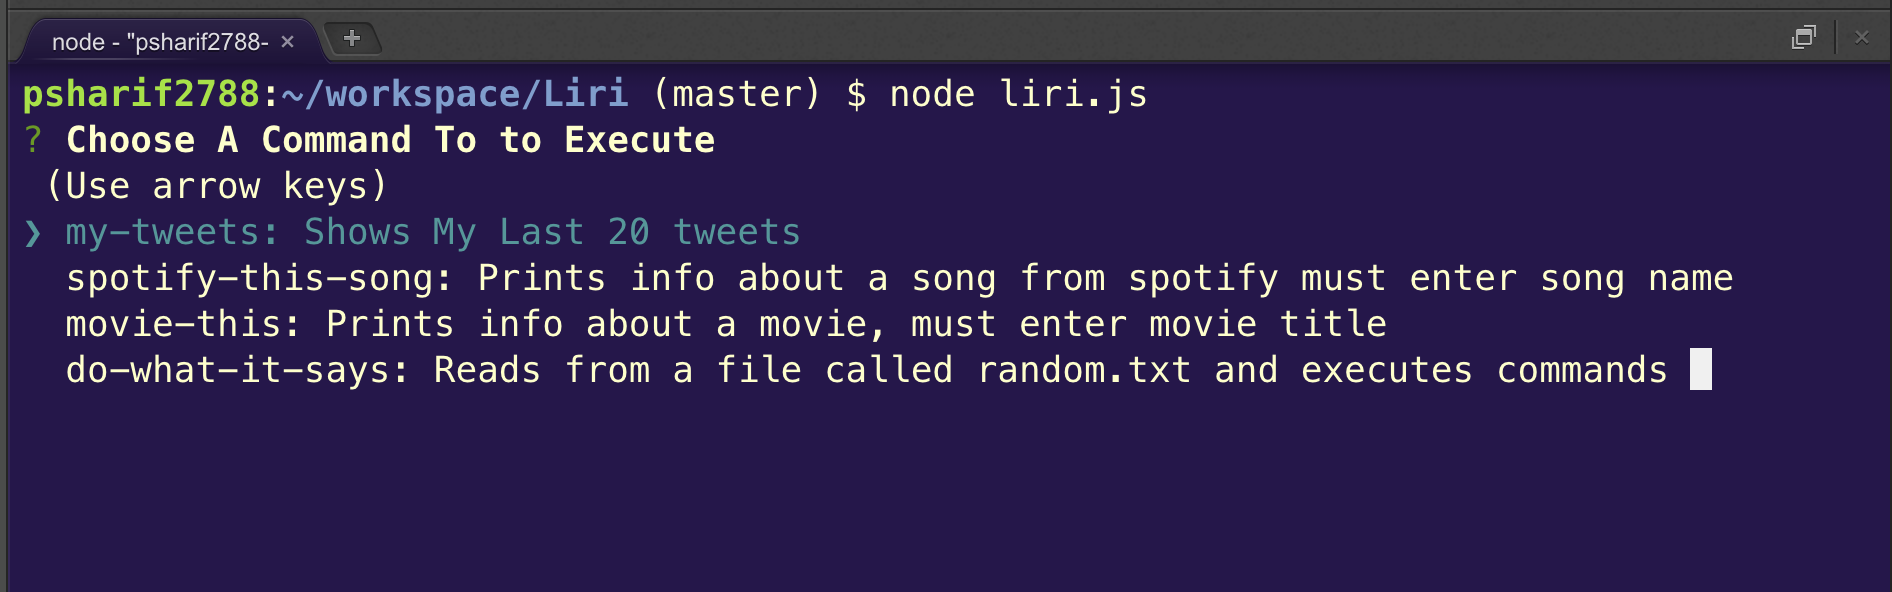 node - "psharif2788-
psharif2788:~/workspace/Liri (master) $ node liri.js
? Choose A Command To to Execute
(Use arrow keys)
❯ my-tweets: Shows My Last 20 tweets
spotify-this-song: Prints info about a song from spotify must enter song name
movie-this: Prints info about a movie, must enter movie title
do-what-it-says: Reads from a file called random.txt and executes commands